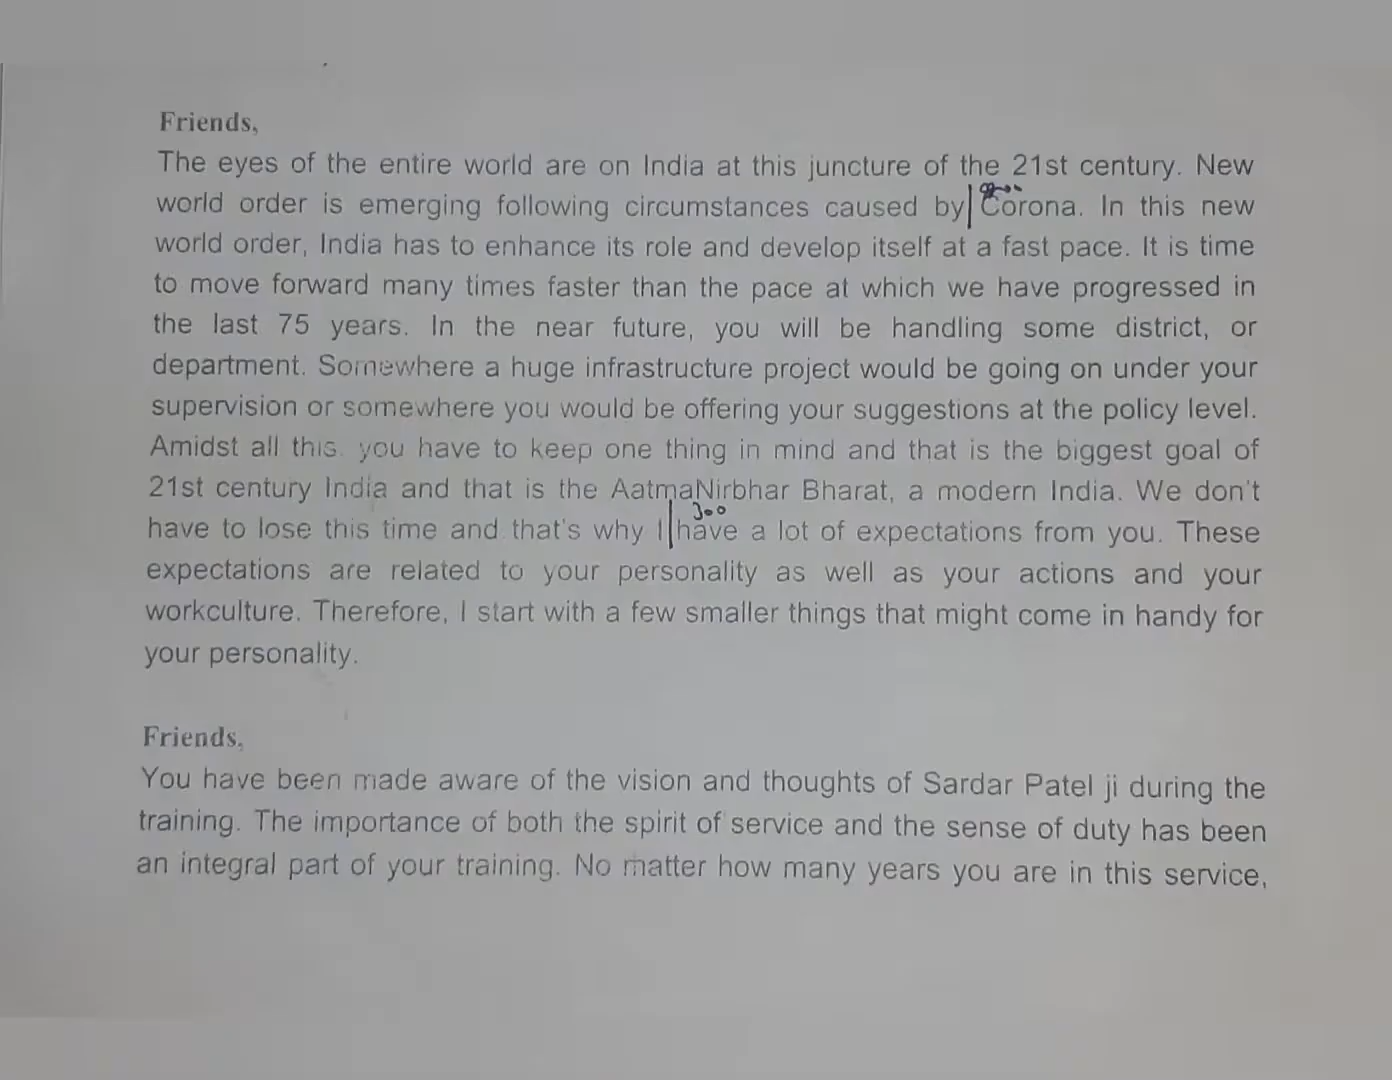 Friends,
The eyes of the entire world are on India at this juncture of the 21st century. New
world order is emerging following circumstances caused by Corona. In this new
world order, India has to enhance its role and develop itself at a fast pace. It is time
to move forward many times faster than the pace at which we have progressed in
the last 75 years. In the near future, you will be handling some district, or
department. Somewhere a huge infrastructure project would be going on under your
supervision or somewhere you would be offering your suggestions at the policy level.
Amidst all this. you have to keep one thing in mind and that is the biggest goal of
21st century India and that is the AatmaNirbhar Bharat, a modern India. We don't
300
have to lose this time and that's why I have a lot of expectations from you. These
expectations are related to your personality as well as your actions and your
workculture. Therefore, I start with a few smaller things that might come in handy for
your personality.
Friends,
You have been made aware of the vision and thoughts of Sardar Patel ji during the
training. The importance of both the spirit of service and the sense of duty has been
an integral part of your training. No matter how many years you are in this service,